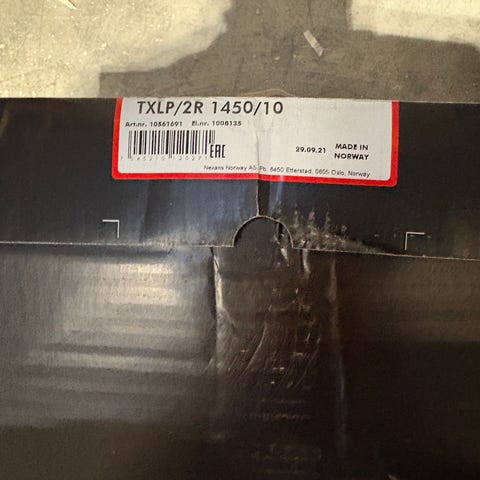 TXLP/2R 1450/10
Art.nr. 10561691 El.nr. 1008135
EAC
29.09.21 MADE IN
NORWAY
Nexans Norway AS Pb. 6450 Etterstad, 0605 Oslo, Norway